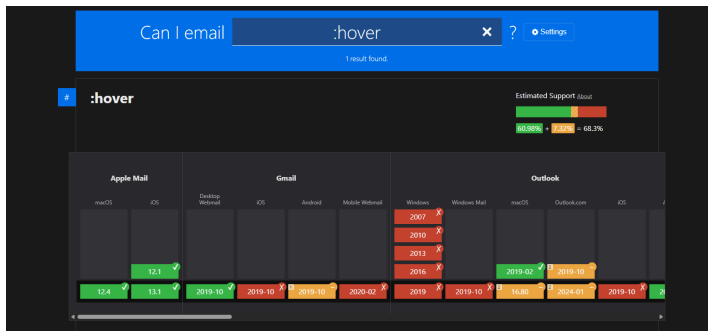 Can I email :hover × ? Settings
1 result found.
# :hover
Estimated Support About
60.98% + 7.32% = 68.3%
Apple Mail Gmail Outlook
macOS iOS Desktop Webmail iOS Android Mobile Webmail Windows Windows Mail macOS Outlook.com iOS
2007
2010
2013
12.1 2016 2019-02 2019-10
12.4 13.1 2019-10 2019-10 2019-10 2020-02 2019 2019-10 16.80 2024-01 2019-10